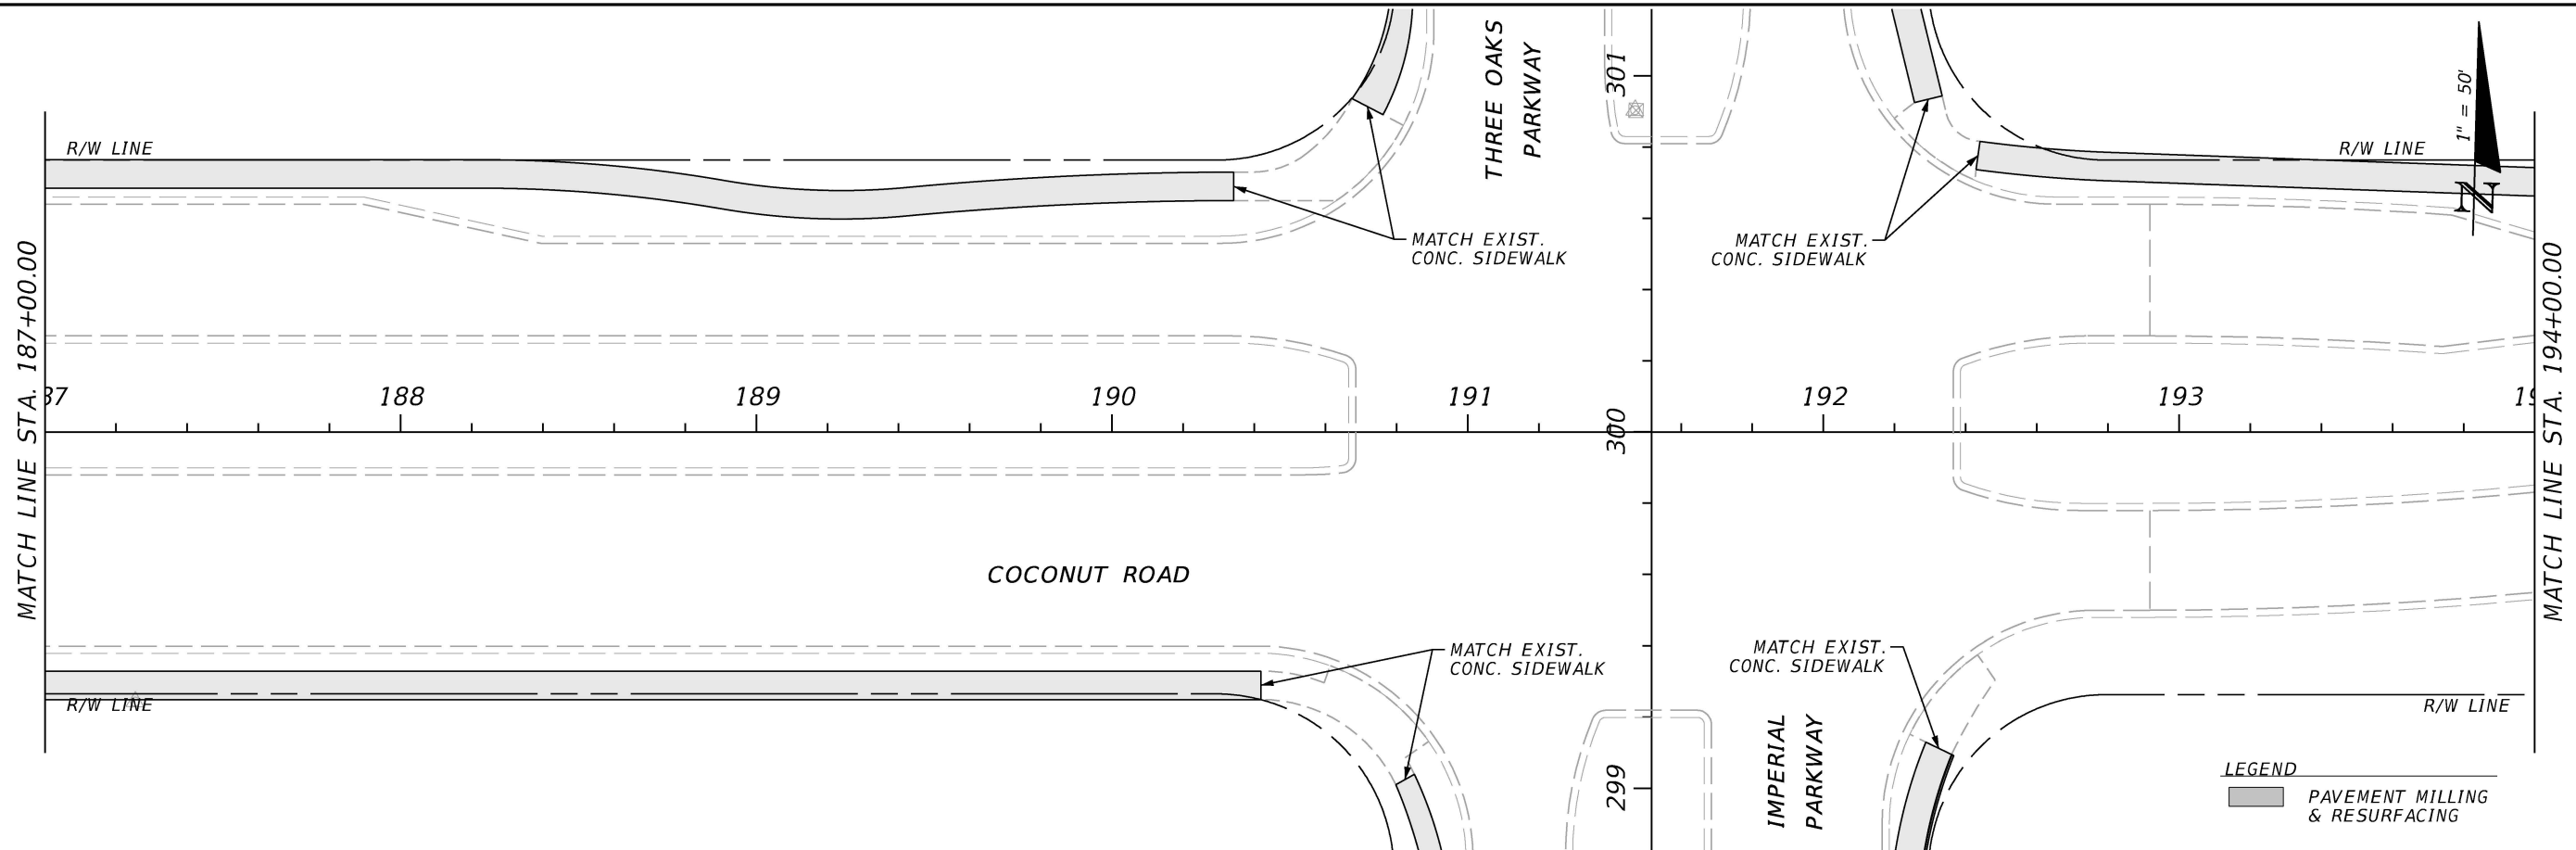 THREE OAKS
PARKWAY
301
1" = 50'
N
R/W LINE
R/W LINE
MATCH EXIST.
CONC. SIDEWALK
MATCH EXIST.
CONC. SIDEWALK
MATCH LINE STA. 187+00.00
MATCH LINE STA. 194+00.00
87
188
189
190
191
192
193
19
300
COCONUT ROAD
MATCH EXIST.
CONC. SIDEWALK
MATCH EXIST.
CONC. SIDEWALK
R/W LINE
R/W LINE
IMPERIAL
PARKWAY
299
LEGEND
PAVEMENT MILLING
& RESURFACING